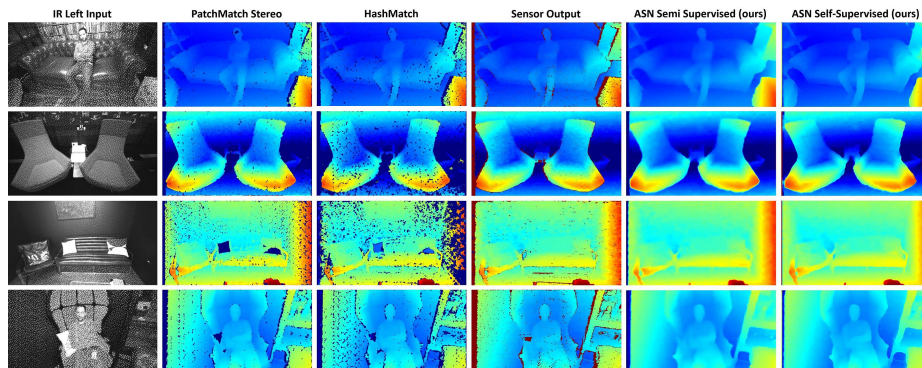 IR Left Input
PatchMatch Stereo
HashMatch
Sensor Output
ASN Semi Supervised (ours)
ASN Self-Supervised (ours)